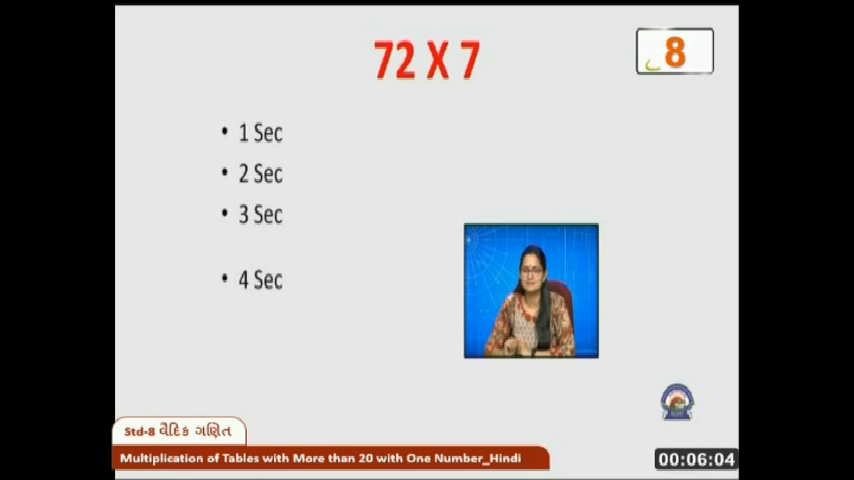 72 X 7
8
• 1 Sec
• 2 Sec
• 3 Sec
• 4 Sec
Std-8 વૈદિક ગણિત
Multiplication of Tables with More than 20 with One Number_Hindi
00:06:04